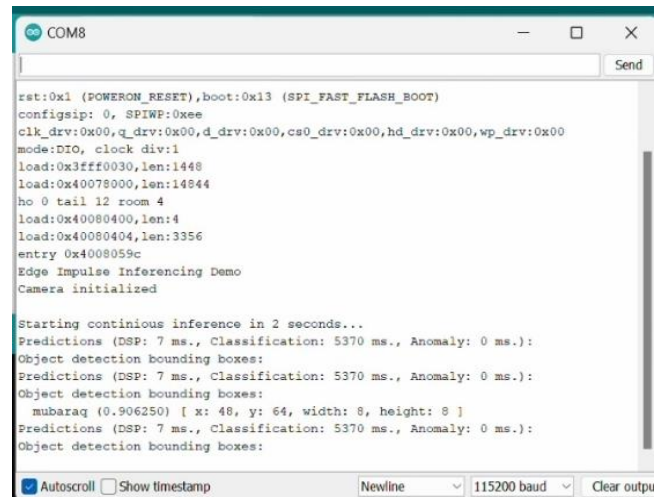 COM8
Send
rst:0x1 (POWERON_RESET),boot:0x13 (SPI_FAST_FLASH_BOOT)
configsip: 0, SPIWP:0xee
clk_drv:0x00,q_drv:0x00,d_drv:0x00,cs0_drv:0x00,hd_drv:0x00,wp_drv:0x00
mode:DIO, clock div:1
load:0x3fff0030,len:1448
load:0x40078000,len:14844
ho 0 tail 12 room 4
load:0x40080400,len:4
load:0x40080404,len:3356
entry 0x4008059c
Edge Impulse Inferencing Demo
Camera initialized
Starting continious inference in 2 seconds...
Predictions (DSP: 7 ms., Classification: 5370 ms., Anomaly: 0 ms.):
Object detection bounding boxes:
Predictions (DSP: 7 ms., Classification: 5370 ms., Anomaly: 0 ms.):
Object detection bounding boxes:
mubaraq (0.906250) [ x: 48, y: 64, width: 8, height: 8 ]
Predictions (DSP: 7 ms., Classification: 5370 ms., Anomaly: 0 ms.):
Object detection bounding boxes:
Autoscroll Show timestamp Newline 115200 baud Clear outpu